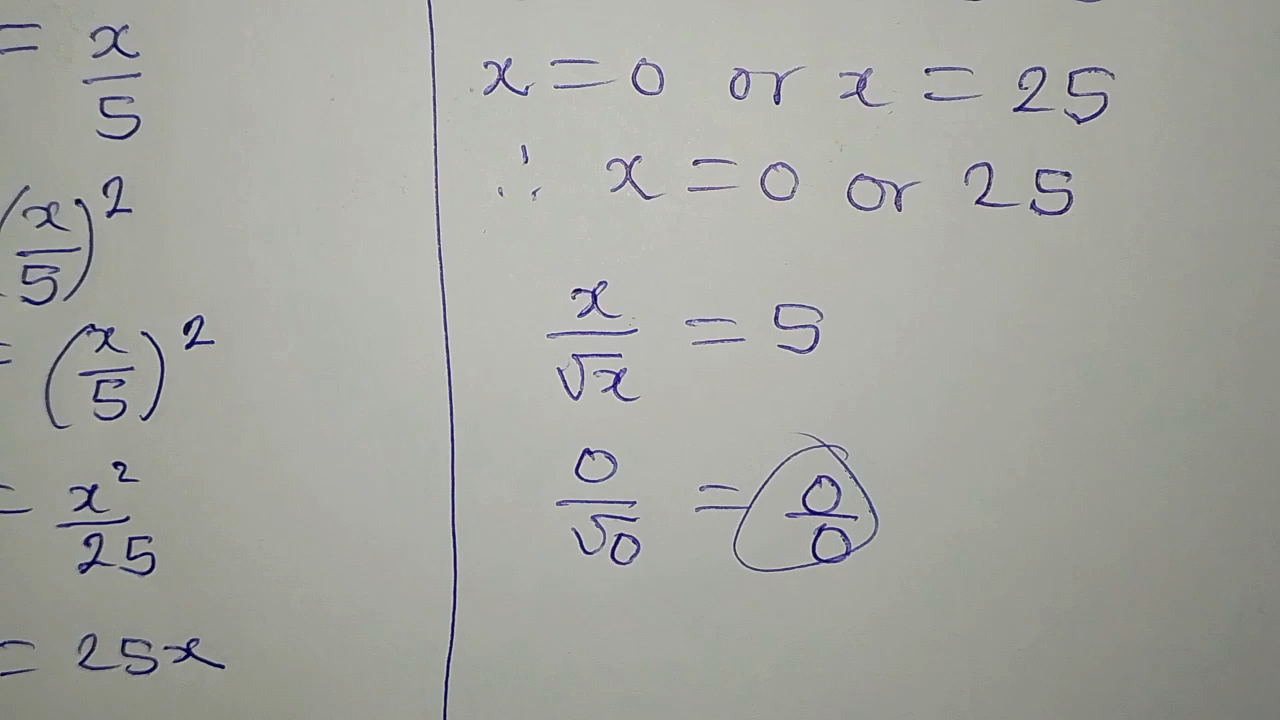 = x/5
(x/5)^2
= (x/5)^2
= x^2/25
= 25x
x = 0 or x = 25
∴ x = 0 or 25
x/√x = 5
0/√0 = 0/0